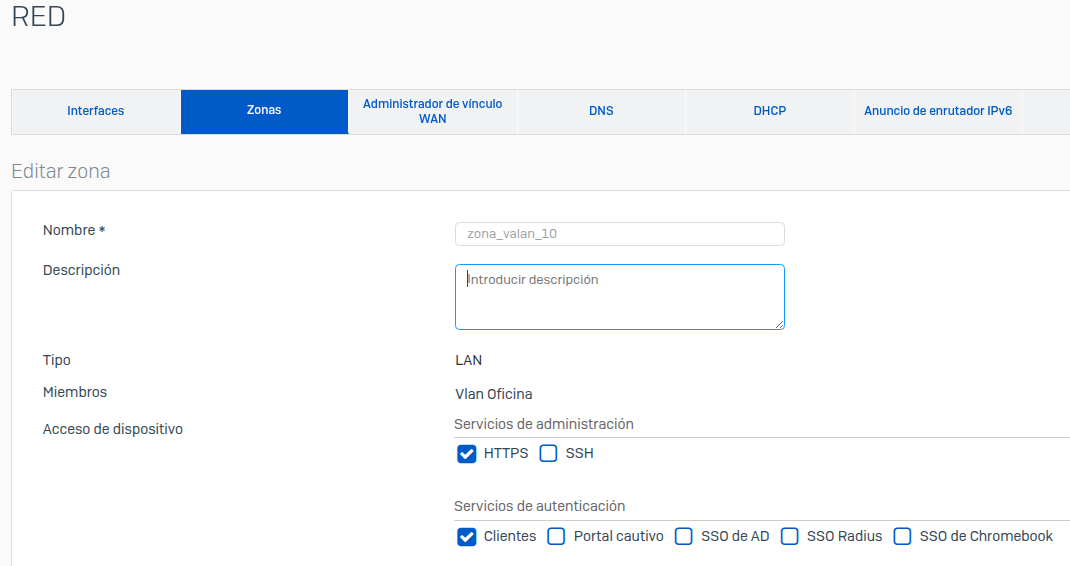 RED
Interfaces
Zonas
Administrador de vínculo
WAN
DNS
DHCP
Anuncio de enrutador IPv6
Editar zona
Nombre *
zona_valan_10
Descripción
Introducir descripción
Tipo
LAN
Miembros
Vlan Oficina
Acceso de dispositivo
Servicios de administración
HTTPS SSH
Servicios de autenticación
Clientes Portal cautivo SSO de AD SSO Radius SSO de Chromebook